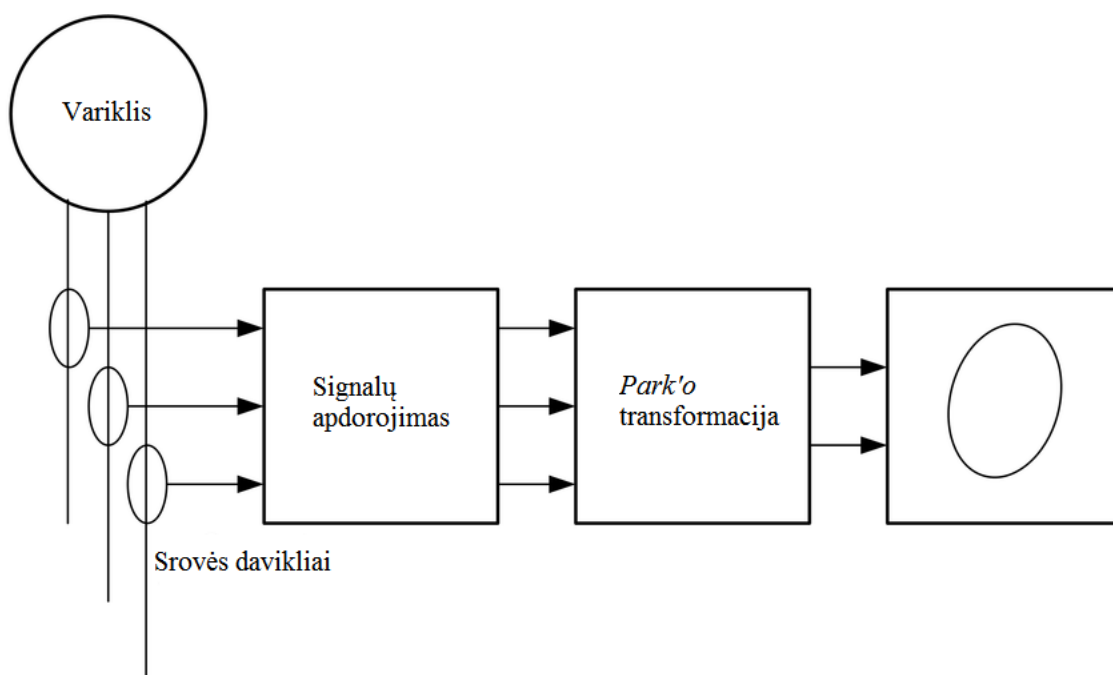 Variklis
Signalų
apdorojimas
Park'o
transformacija
Srovės davikliai